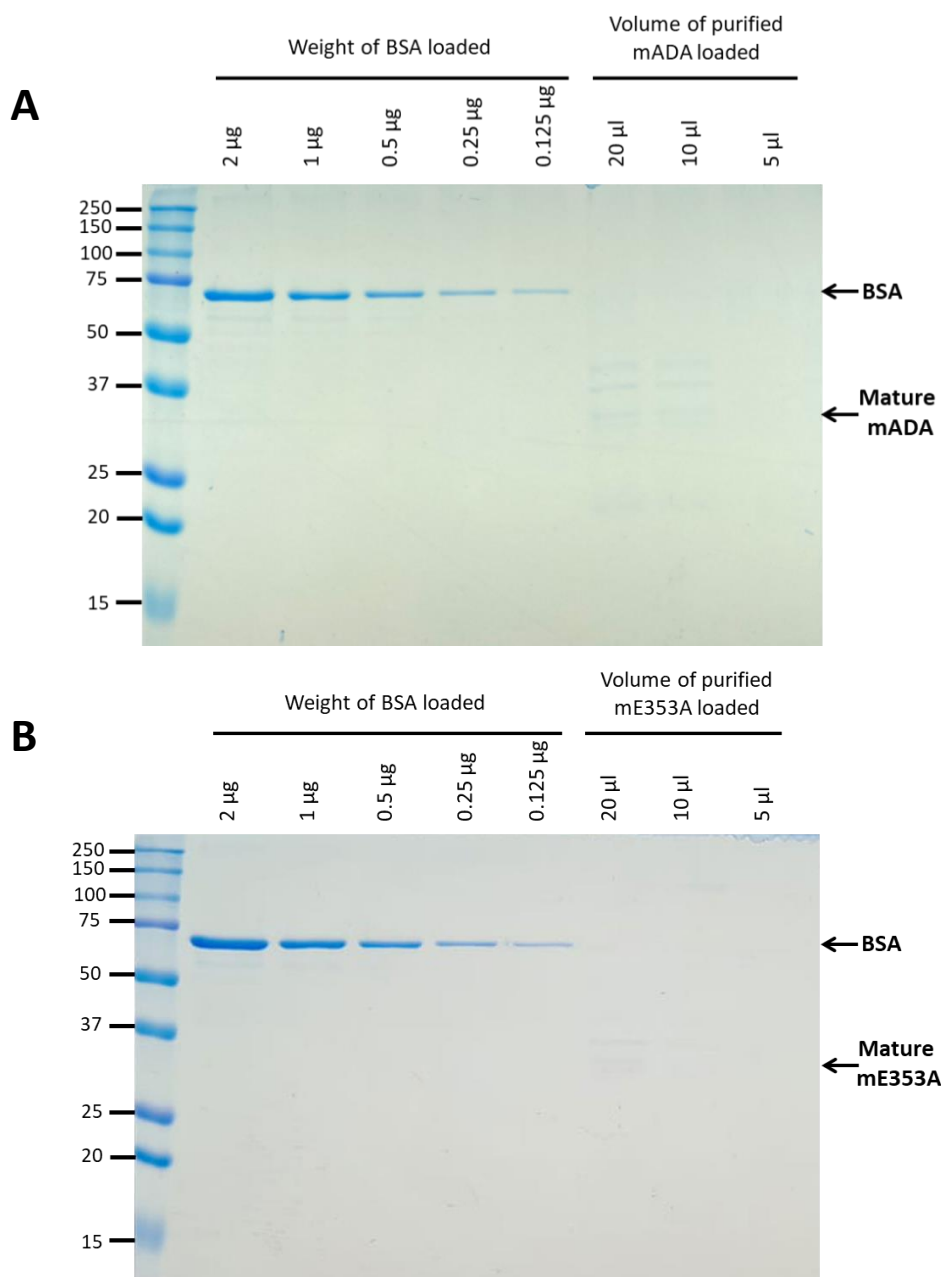 Volume of purified
mADA loaded
Weight of BSA loaded
A
2 µg
1 µg
0.5 µg
0.25 µg
0.125 µg
20 µl
10 µl
5 µl
250
150
100
75
BSA
50
37
Mature
mADA
25
20
15
Volume of purified
mE353A loaded
Weight of BSA loaded
B
2 µg
1 µg
0.5 µg
0.25 µg
0.125 µg
20 µl
10 µl
5 µl
250
150
100
75
BSA
50
37
Mature
mE353A
25
20
15